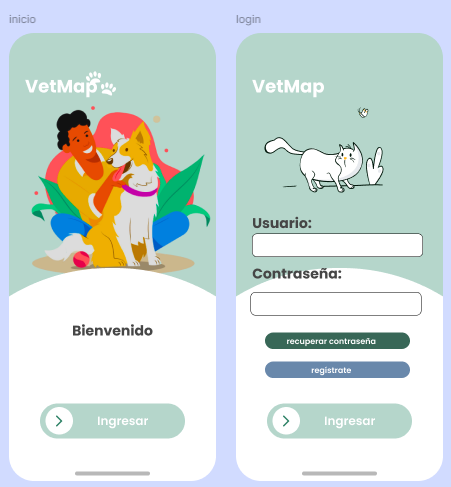 inicio
VetMap
Bienvenido
Ingresar
login
VetMap
Usuario:
Contraseña:
recuperar contraseña
registrate
Ingresar